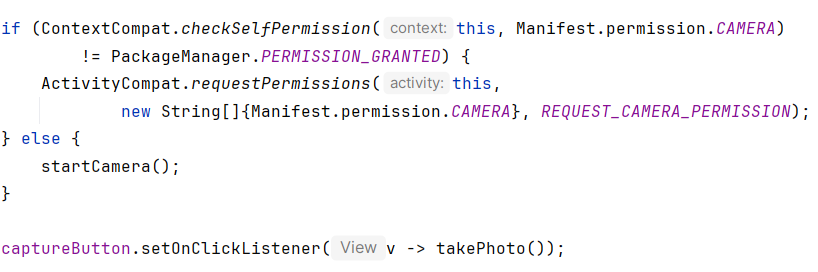 if (ContextCompat.checkSelfPermission( context: this, Manifest.permission.CAMERA)
!= PackageManager.PERMISSION_GRANTED) {
ActivityCompat.requestPermissions( activity: this,
new String[]{Manifest.permission.CAMERA}, REQUEST_CAMERA_PERMISSION);
} else {
startCamera();
}
captureButton.setOnClickListener( View v -> takePhoto());